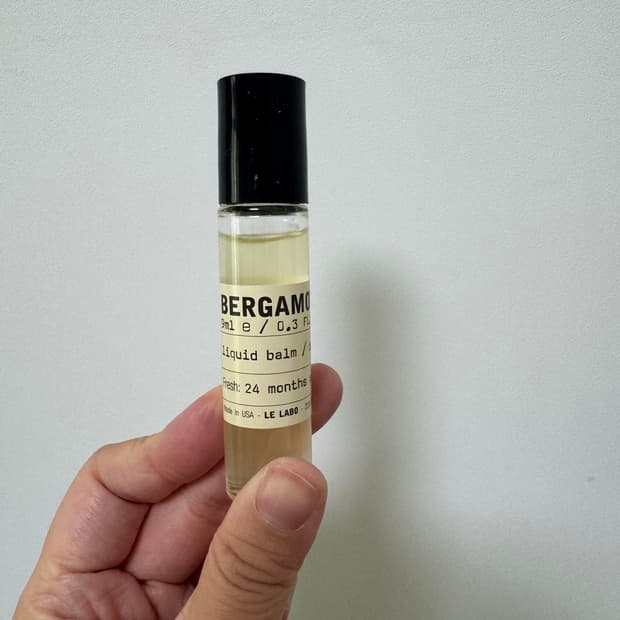 BERGAMO
9ml e / 0.3 FL
liquid balm /
Fresh: 24 months
Made in USA - LE LABO -